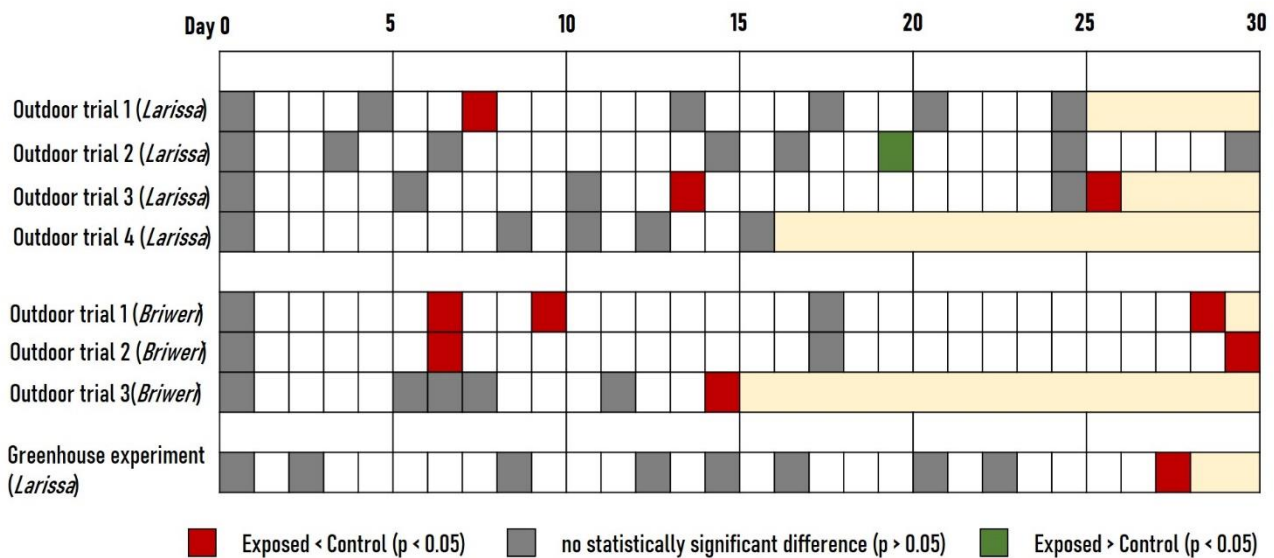 Day 0 5 10 15 20 25 30
Outdoor trial 1 (Larissa)
Outdoor trial 2 (Larissa)
Outdoor trial 3 (Larissa)
Outdoor trial 4 (Larissa)
Outdoor trial 1 (Briweri)
Outdoor trial 2 (Briweri)
Outdoor trial 3(Briweri)
Greenhouse experiment
(Larissa)
Exposed < Control (p < 0.05) no statistically significant difference (p > 0.05) Exposed > Control (p < 0.05)